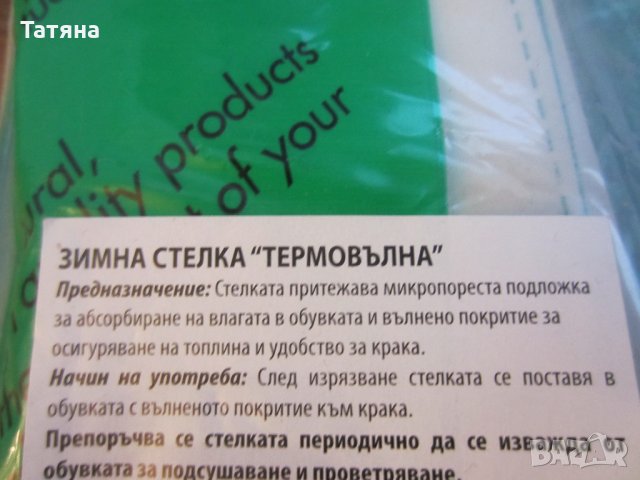 Татяна
ural,
lity products
t of your
ЗИМНА СТЕЛКА "ТЕРМОВЪЛНА"
Предназначение: Стелката притежава микропореста подложка
за абсорбиране на влагата в обувката и вълнено покритие за
осигуряване на топлина и удобство за крака.
Начин на употреба: След изрязване стелката се поставя в
обувката с вълненото покритие към крака.
Препоръчва се стелката периодично да се изважда от
обувката за подсушаване и проветряване.
BAZAR